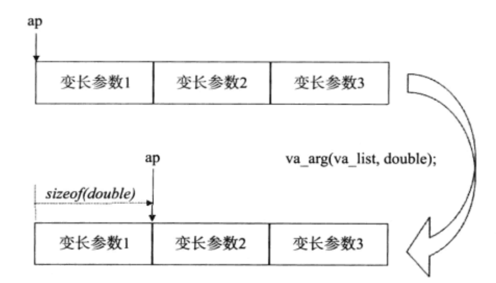 ap
变长参数1 变长参数2 变长参数3
va_arg(va_list, double);
ap
sizeof(double)
变长参数1 变长参数2 变长参数3